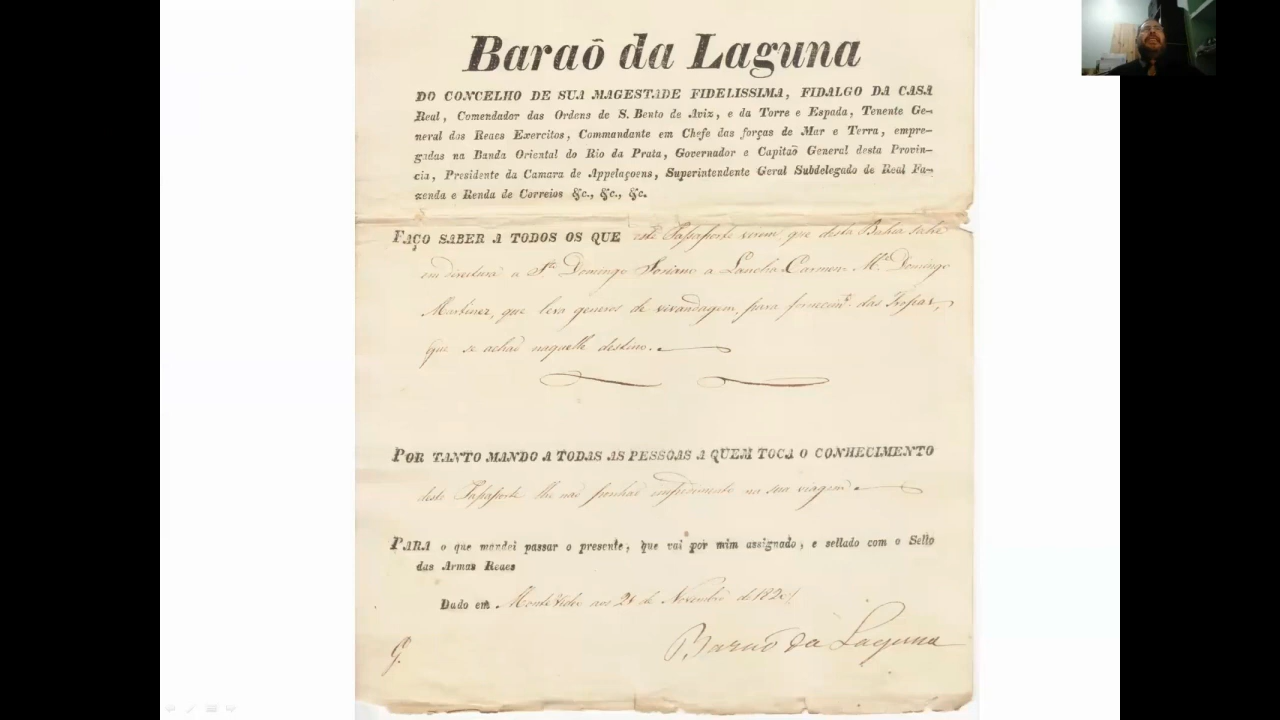 Baraõ da Laguna
DO CONCELHO DE SUA MAGESTADE FIDELISSIMA, FIDALGO DA CASA
Real, Comendador das Ordens de S. Bento de Aviz, e da Torre e Espada, Tenente Ge-
neral dos Reaes Exercitos, Commandante em Chefe das forças de Mar e Terra, empre-
gadas na Banda Oriental do Rio da Prata, Governador e Capitaõ General desta Provin-
cia, Presidente da Camara de Appelaçoens, Superintendente Geral Subdelegado de Real Fa-
zenda e Renda de Correios &c., &c., &c.
FAÇO SABER A TODOS OS QUE este Passaporte virem que desta Bahia sahe
em direitura a Sto. Domingo Soriano a Lancha Carmen Me. Domingo
Martinez, que leva generos de vivandagem, para fornecimto. das Tropas,
que se achaõ naquelle destino.
POR TANTO MANDO A TODAS AS PESSOAS A QUEM TOCA O CONHECIMENTO
deste Passaporte lhe naõ ponhaõ impedimento na sua viagem
PARA o que mandei passar o presente, que vai por mim assignado, e sellado com o Sello
das Armas Reaes
Dado em Montevideo aos 21 de Novembro de
Baraõ da Laguna